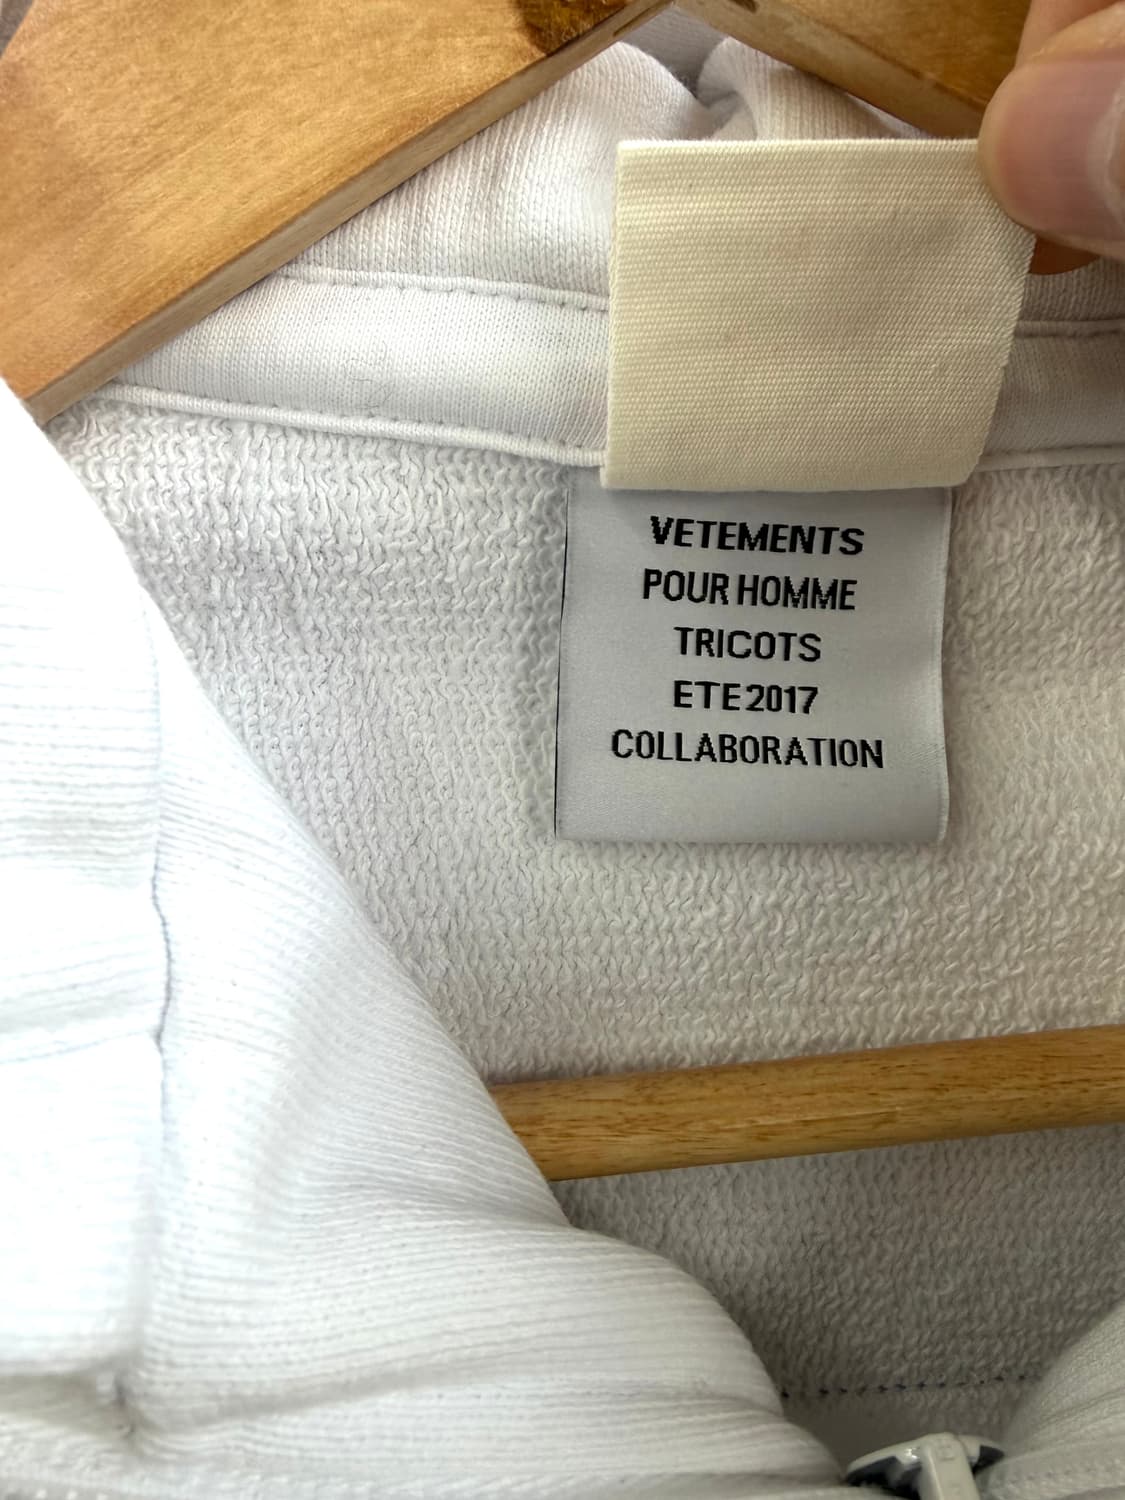 VETEMENTS
POUR HOMME
TRICOTS
ETE 2017
COLLABORATION